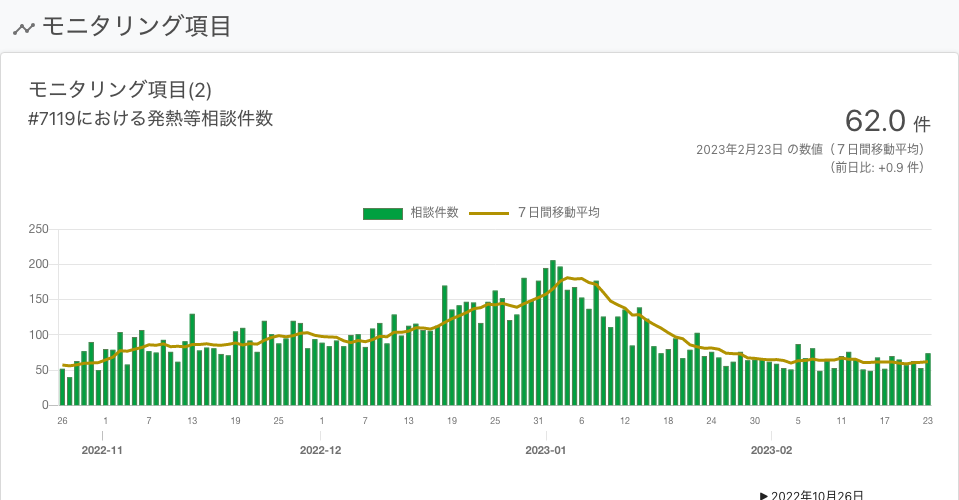 モニタリング項目
モニタリング項目(2)
#7119における発熱等相談件数
62.0 件
2023年2月23日 の数値（７日間移動平均）
（前日比: +0.9 件）
相談件数 ７日間移動平均
250
200
150
100
50
0
26 1 7 13 19 25 1 7 13 19 25 31 6 12 18 24 30 5 11 17 23
2022-11 2022-12 2023-01 2023-02
▶ 2022年10月26日